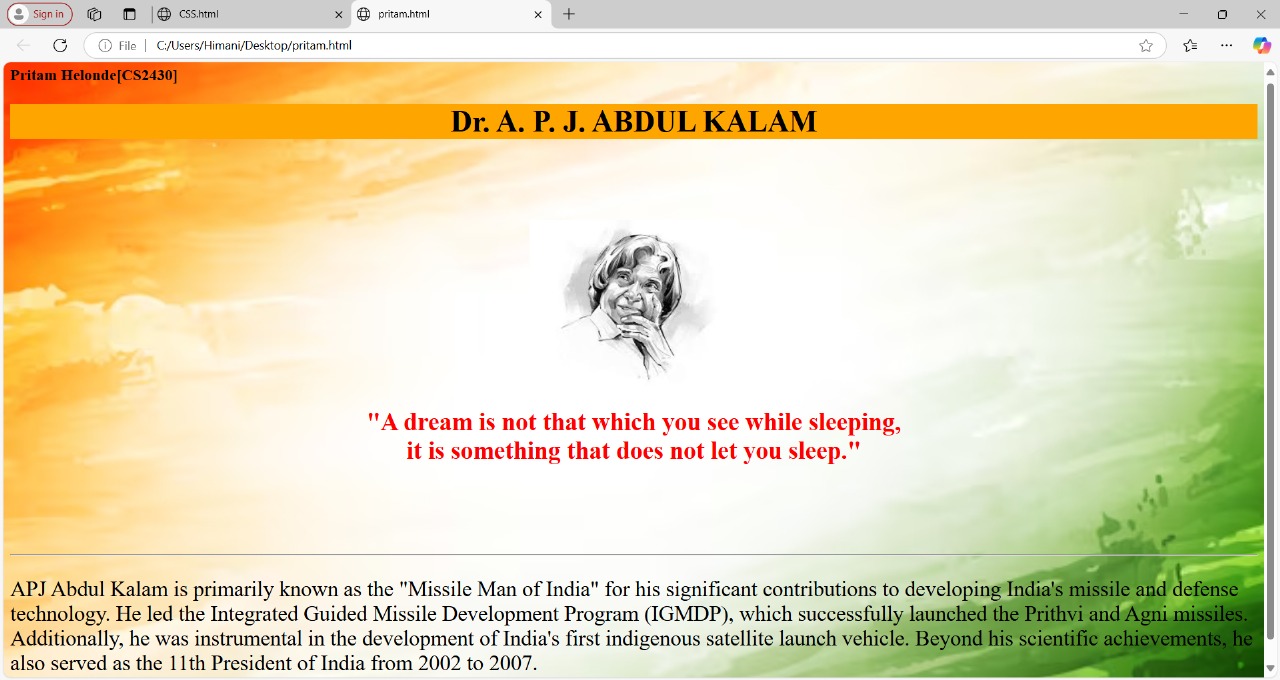 Sign in
CSS.html
pritam.html
File
C:/Users/Himani/Desktop/pritam.html
Pritam Helonde[CS2430]
Dr. A. P. J. ABDUL KALAM
"A dream is not that which you see while sleeping,
it is something that does not let you sleep."
APJ Abdul Kalam is primarily known as the "Missile Man of India" for his significant contributions to developing India's missile and defense
technology. He led the Integrated Guided Missile Development Program (IGMDP), which successfully launched the Prithvi and Agni missiles.
Additionally, he was instrumental in the development of India's first indigenous satellite launch vehicle. Beyond his scientific achievements, he
also served as the 11th President of India from 2002 to 2007.